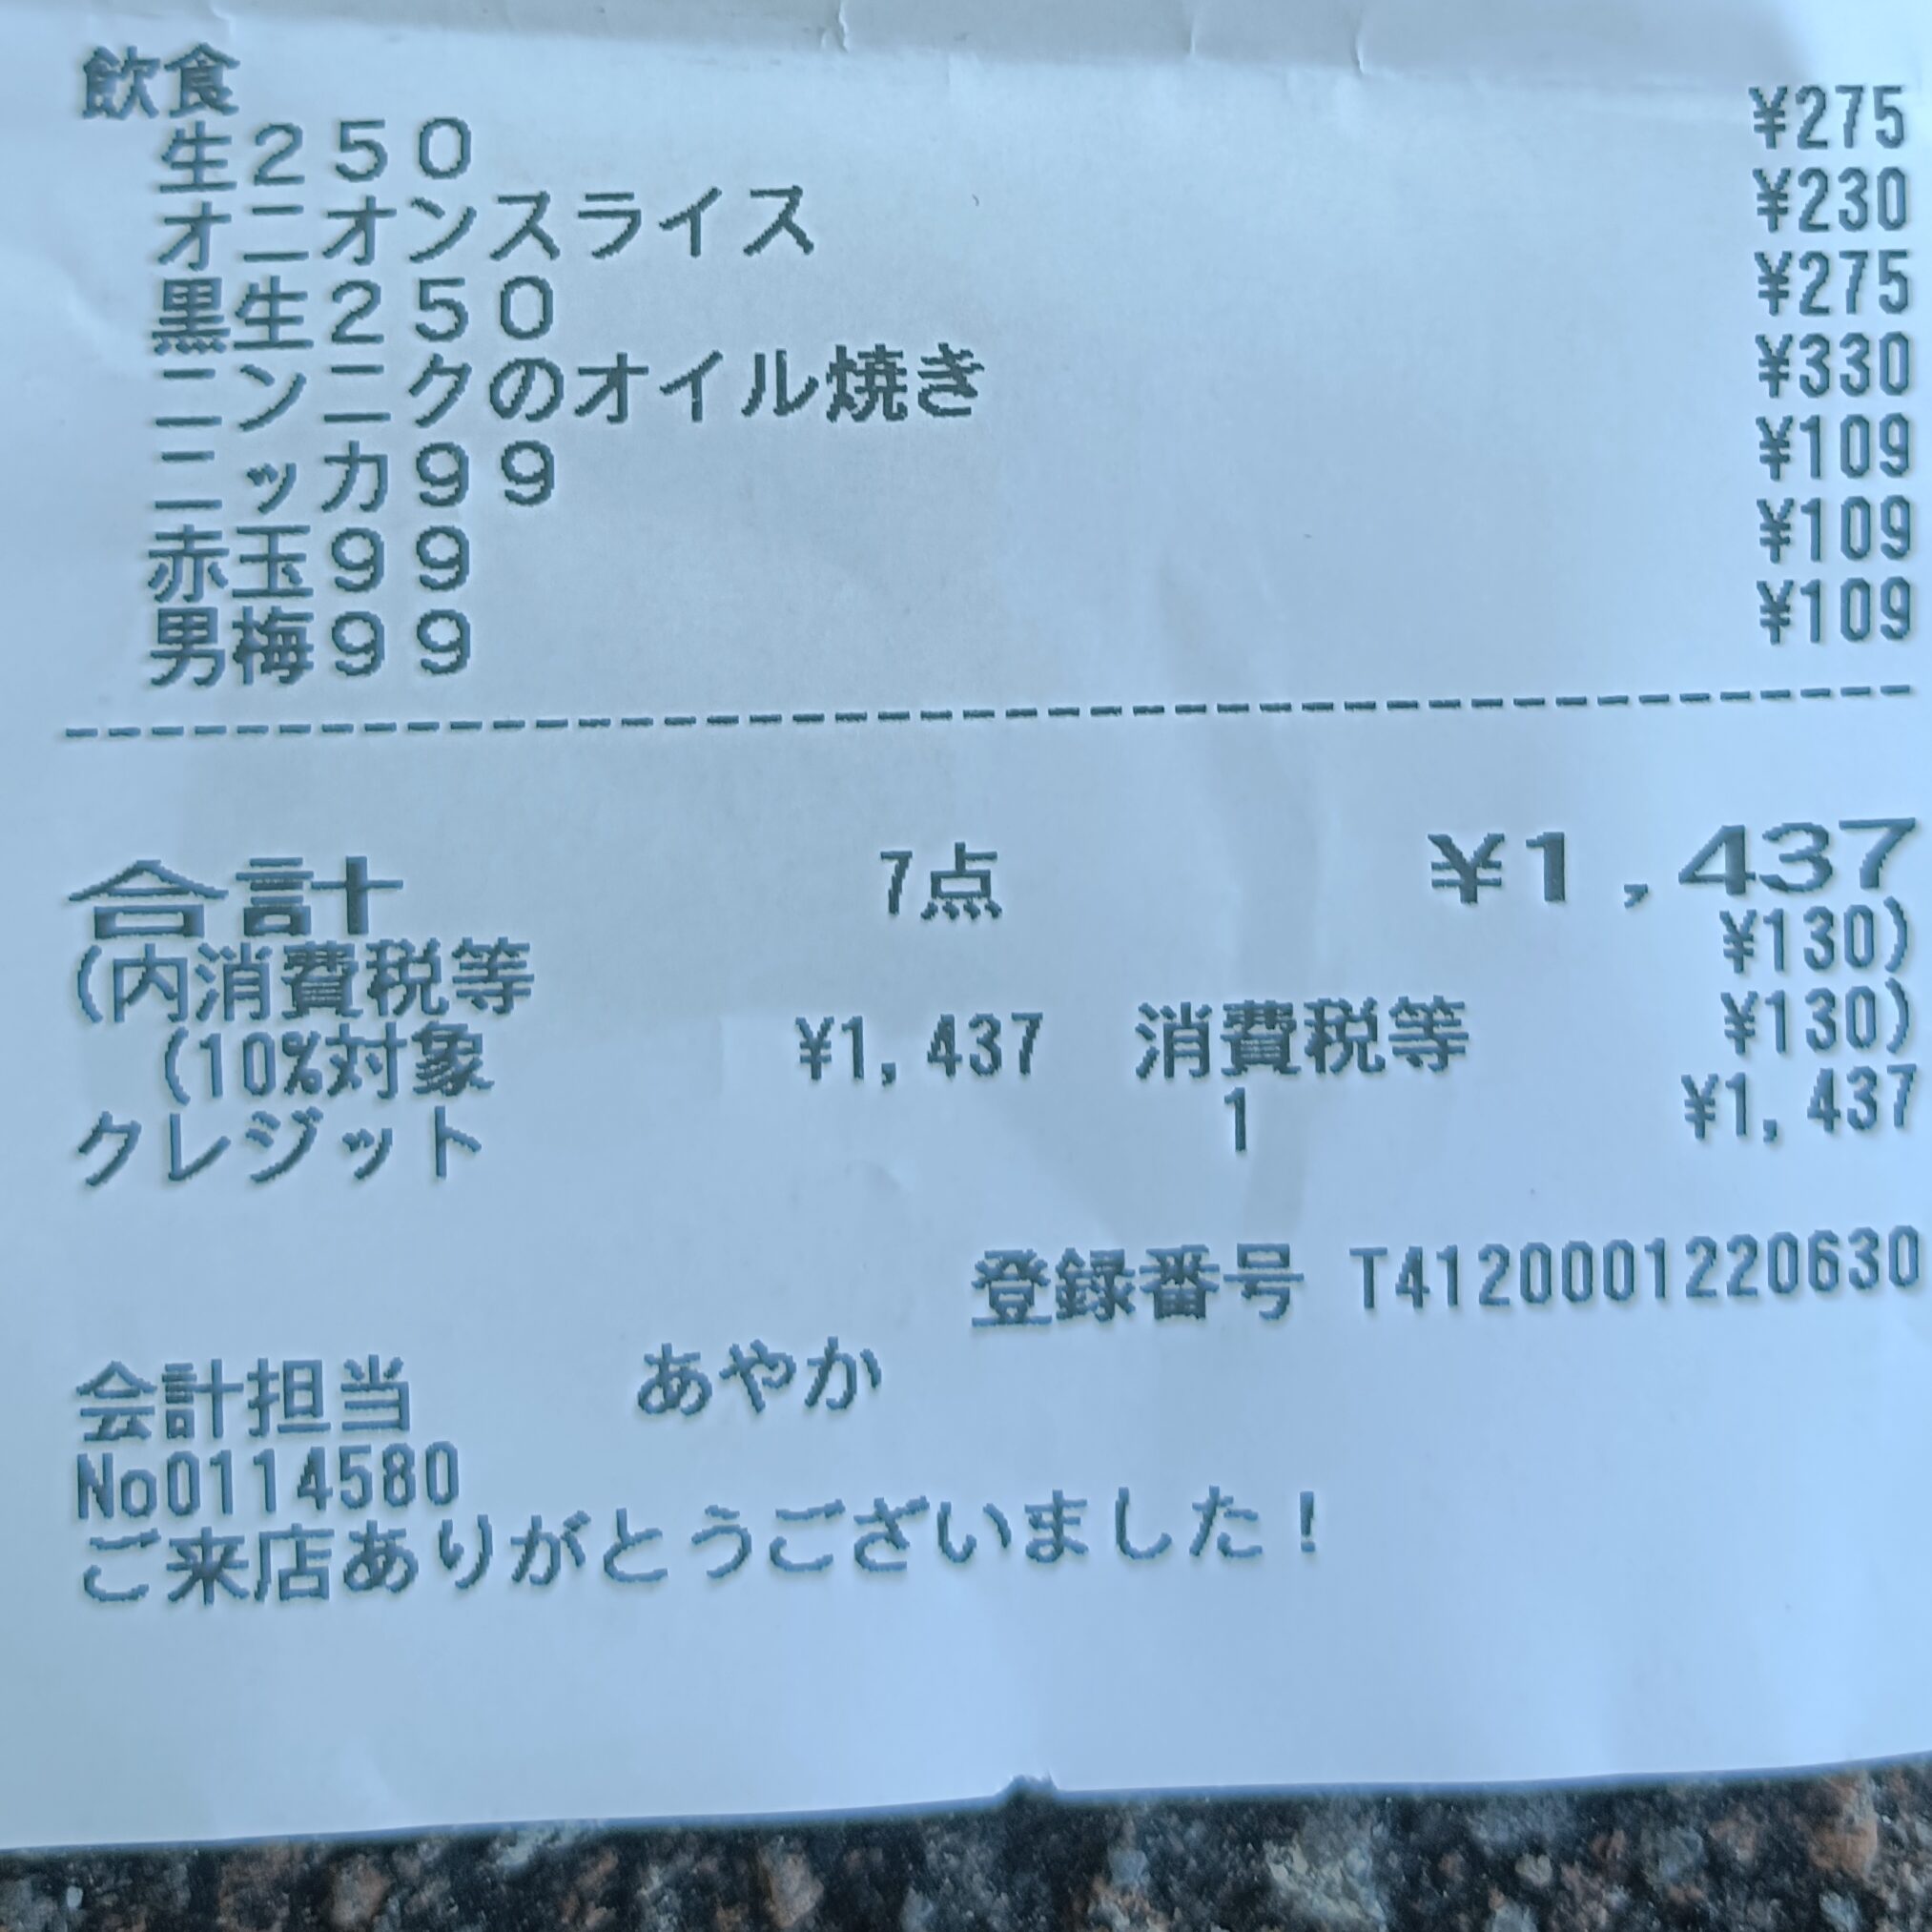 飲食
生250 ¥275
オニオンスライス ¥230
黒生250 ¥275
ニンニクのオイル焼き ¥330
ニッカ99 ¥109
赤玉99 ¥109
男梅99 ¥109
合計 7点 ¥1,437
(内消費税等 ¥130)
(10%対象 ¥1,437 消費税等 ¥130)
クレジット 1 ¥1,437
登録番号 T4120001220630
会計担当 あやか
No0114580
ご来店ありがとうございました！